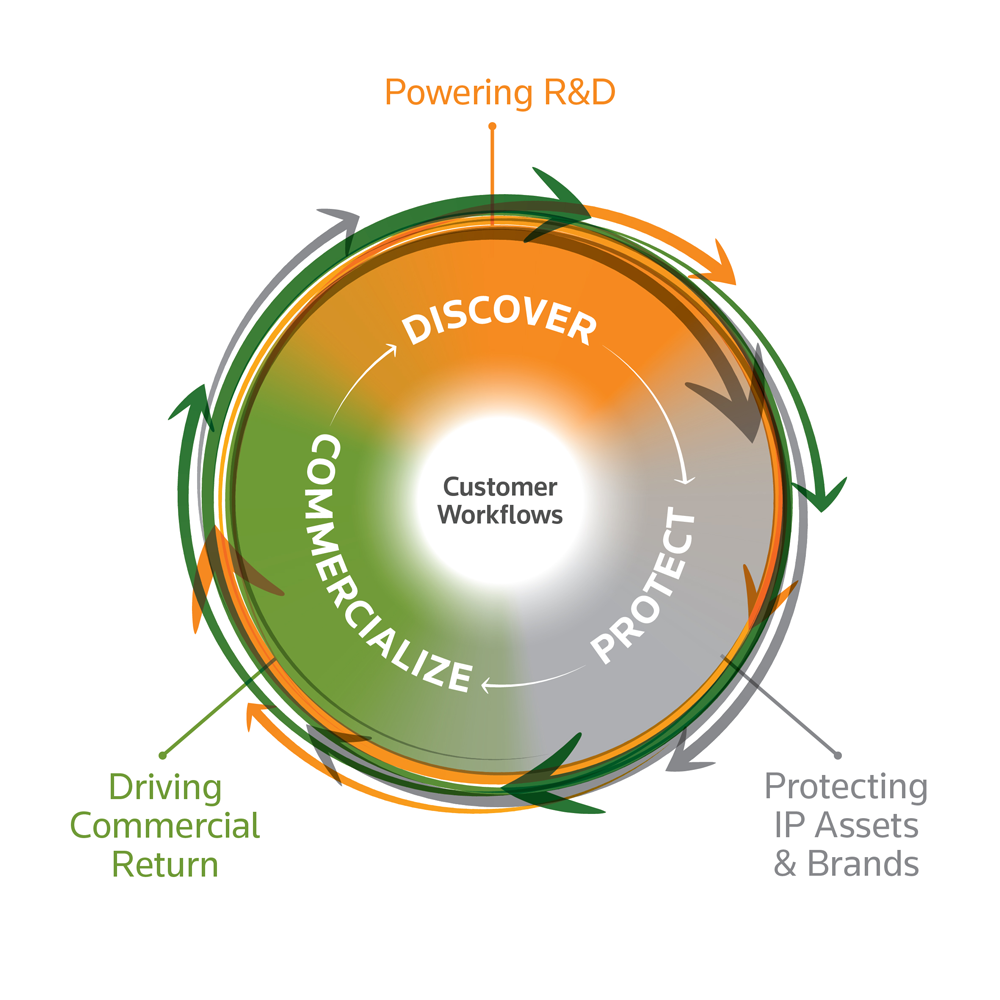 Powering R&D
DISCOVER
COMMERCIALIZE
Customer
Workflows
PROTECT
Driving
Commercial
Return
Protecting
IP Assets
& Brands